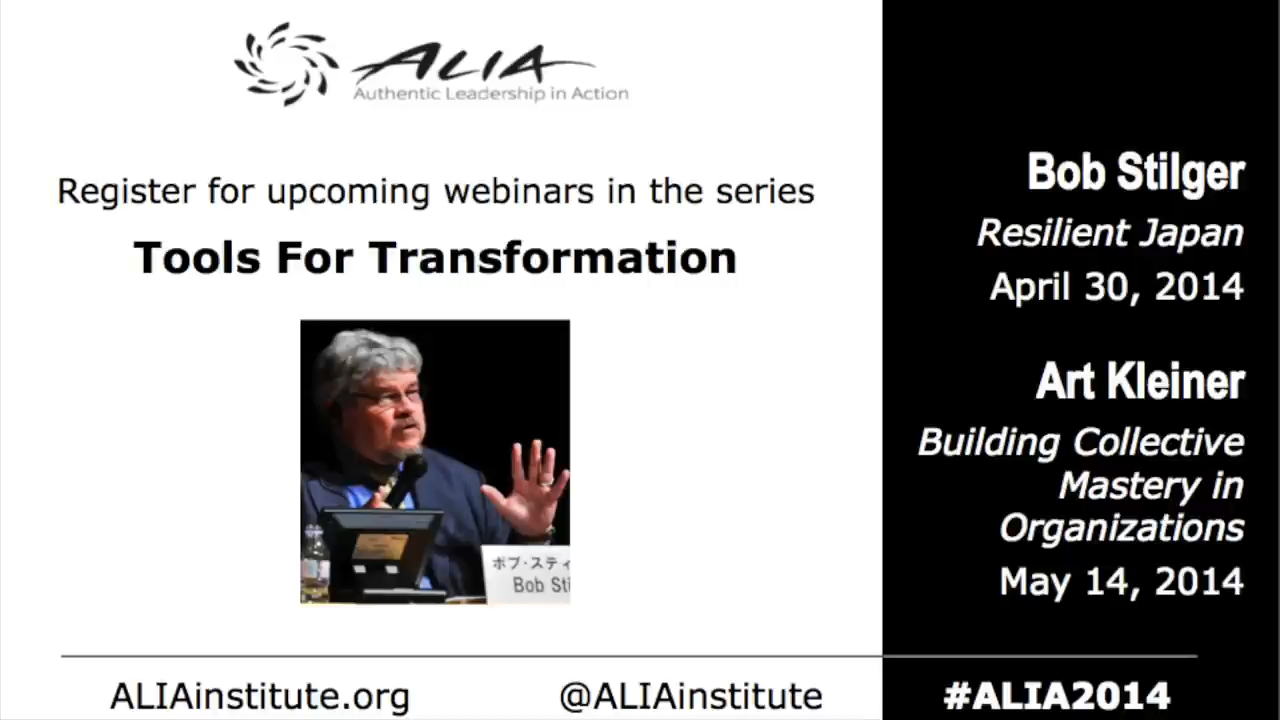 ALIA
Authentic Leadership in Action
Register for upcoming webinars in the series
Tools For Transformation
ボブ・スティ
Bob Sti
Bob Stilger
Resilient Japan
April 30, 2014
Art Kleiner
Building Collective
Mastery in
Organizations
May 14, 2014
ALIAinstitute.org
@ALIAinstitute
#ALIA2014